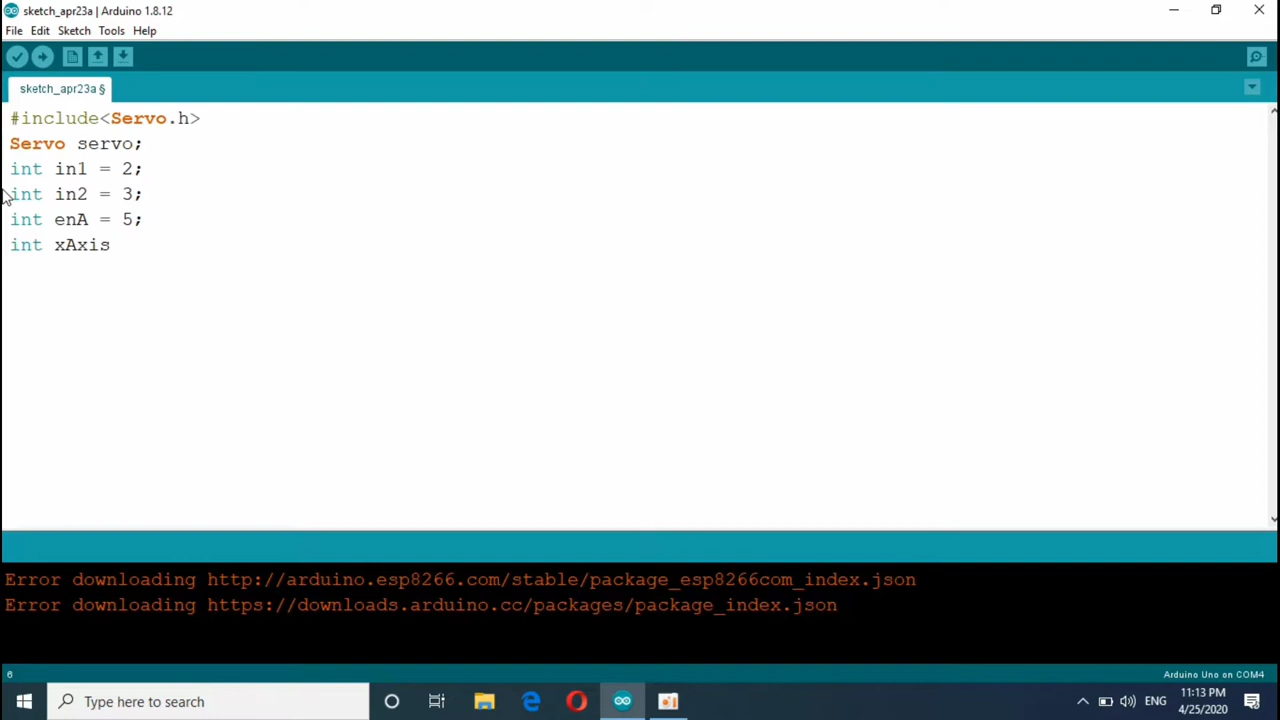 sketch_apr23a | Arduino 1.8.12
File Edit Sketch Tools Help
sketch_apr23a §
#include<Servo.h>
Servo servo;
int in1 = 2;
int in2 = 3;
int enA = 5;
int xAxis
Error downloading http://arduino.esp8266.com/stable/package_esp8266com_index.json
Error downloading https://downloads.arduino.cc/packages/package_index.json
6
Arduino Uno on COM4
Type here to search
ENG
11:13 PM
4/25/2020